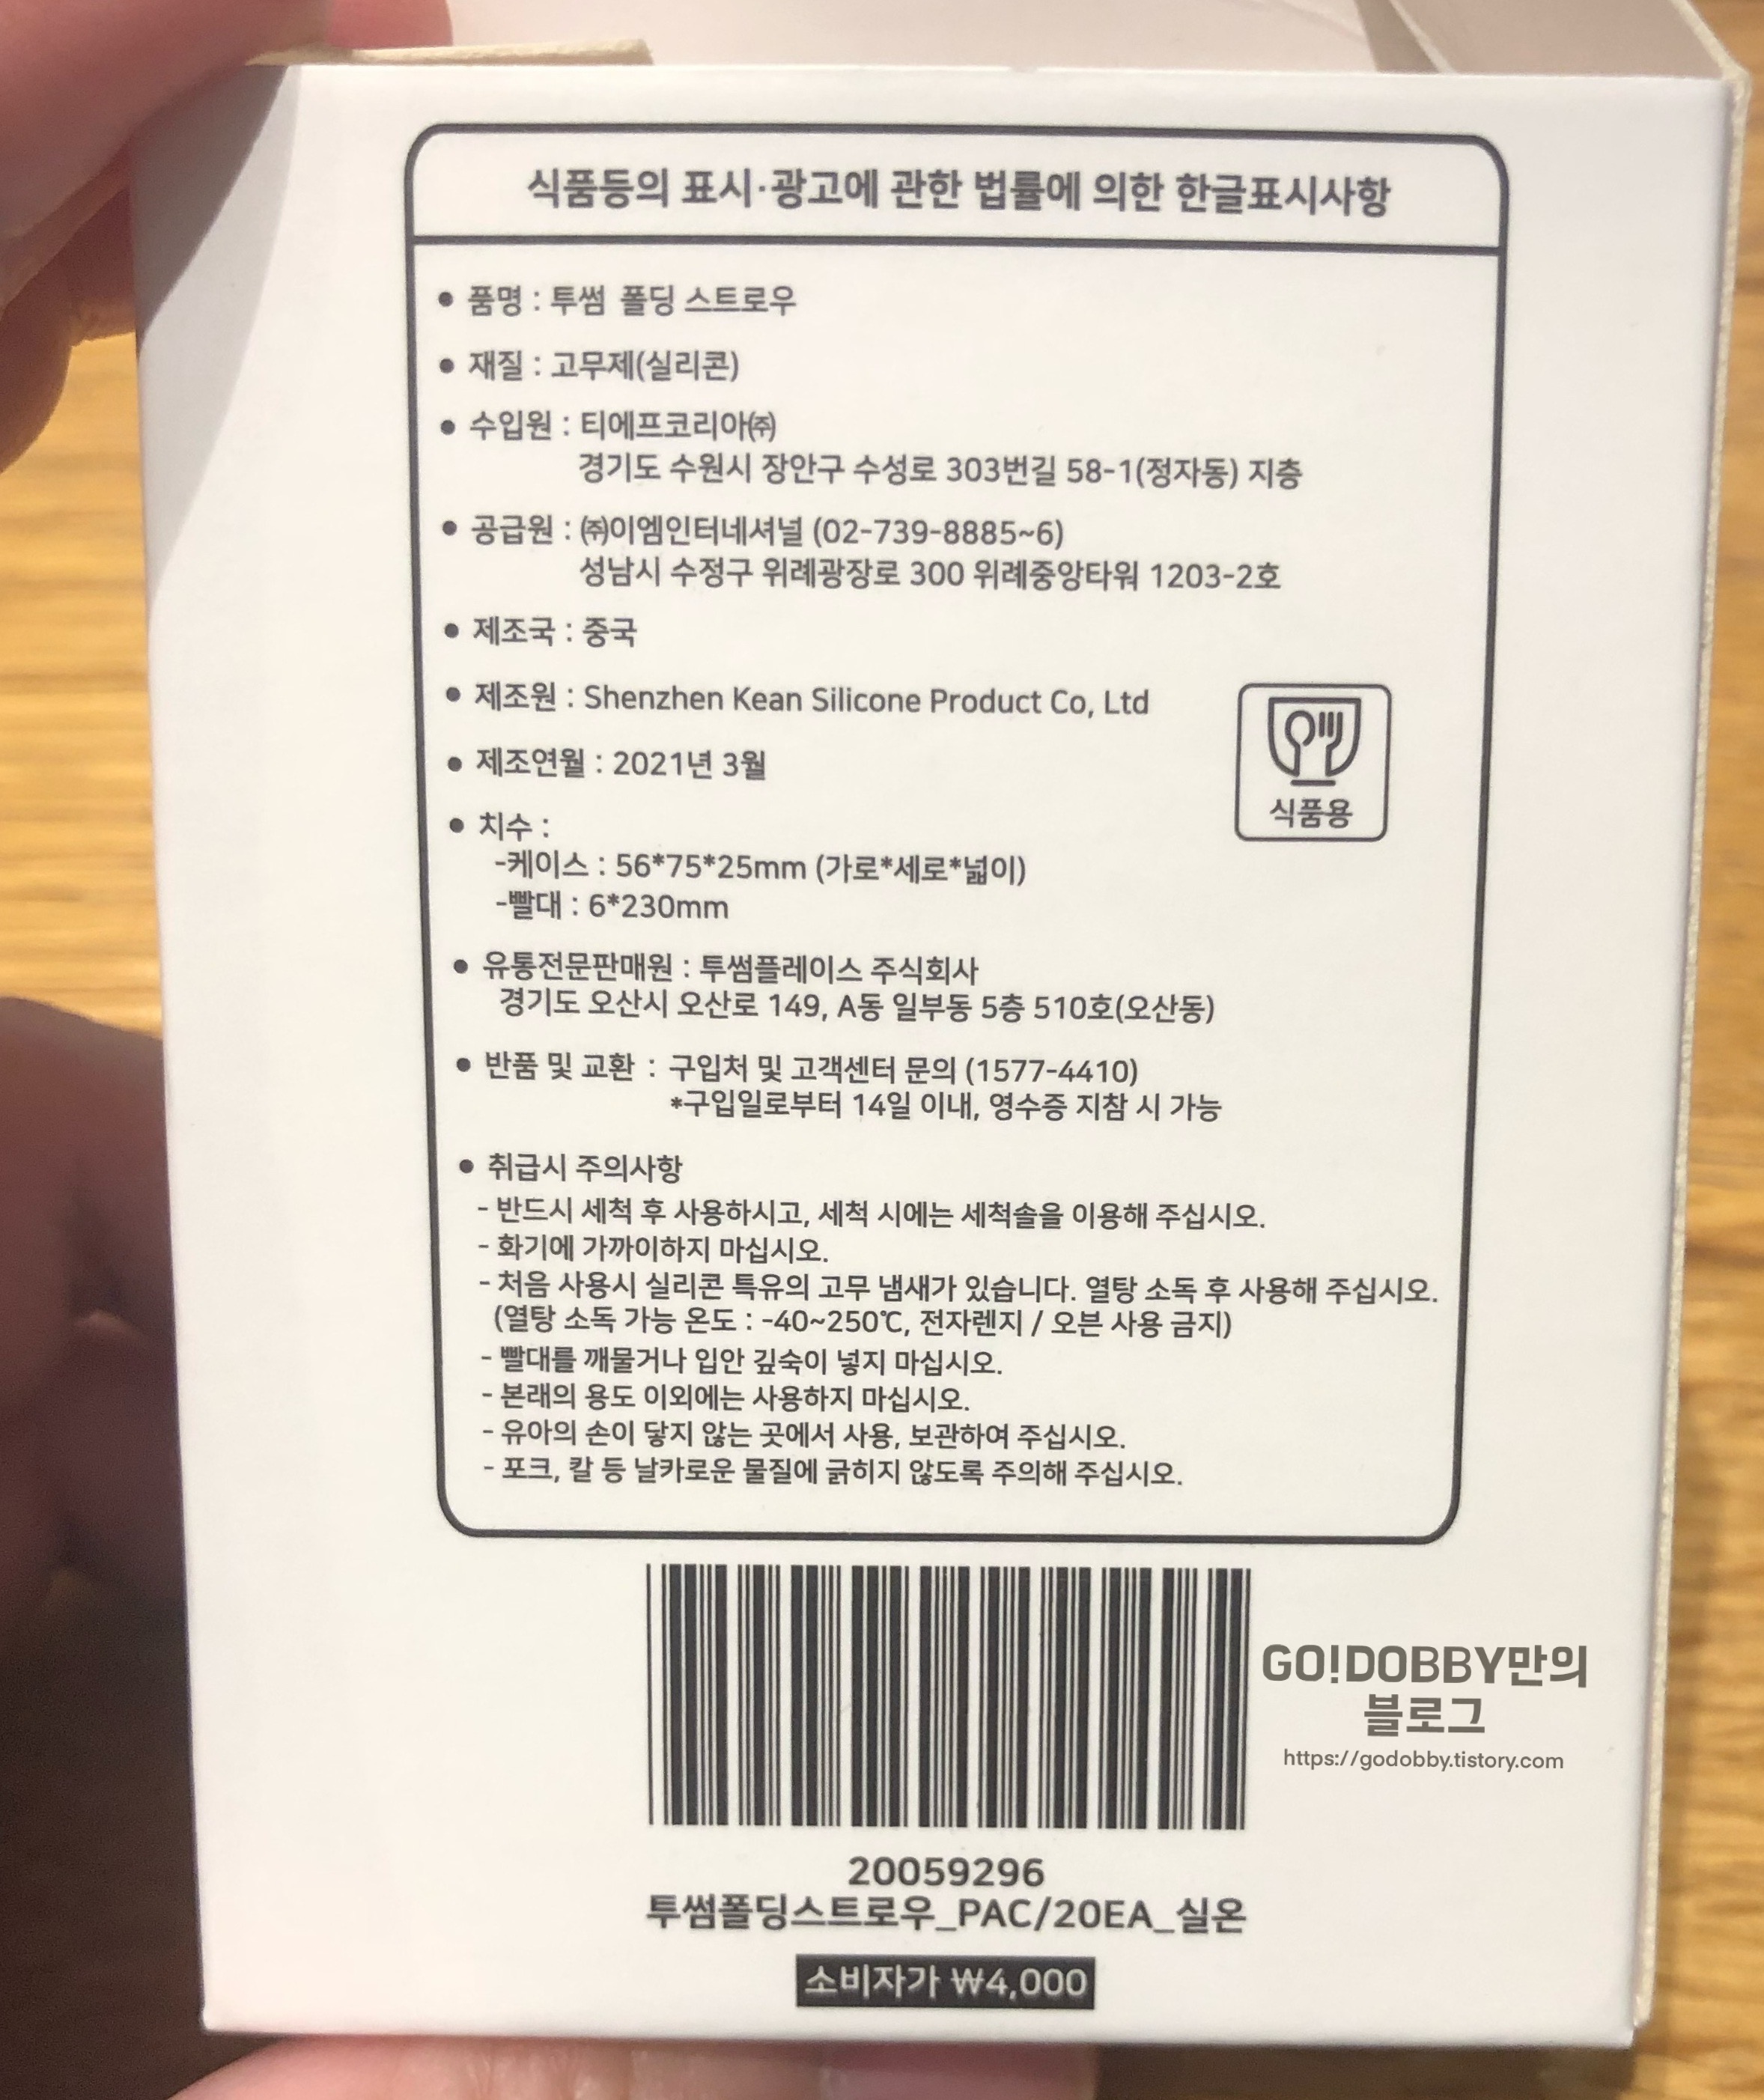 식품등의 표시·광고에 관한 법률에 의한 한글표시사항
● 품명 : 투썸 폴딩 스트로우
● 재질 : 고무제(실리콘)
● 수입원 : 티에프코리아㈜
경기도 수원시 장안구 수성로 303번길 58-1(정자동) 지층
● 공급원 : ㈜이엠인터네셔널 (02-739-8885~6)
성남시 수정구 위례광장로 300 위례중앙타워 1203-2호
● 제조국 : 중국
● 제조원 : Shenzhen Kean Silicone Product Co, Ltd
● 제조연월 : 2021년 3월
식품용
● 치수 :
-케이스 : 56*75*25mm (가로*세로*넓이)
-빨대 : 6*230mm
● 유통전문판매원 : 투썸플레이스 주식회사
경기도 오산시 오산로 149, A동 일부동 5층 510호(오산동)
● 반품 및 교환 : 구입처 및 고객센터 문의 (1577-4410)
*구입일로부터 14일 이내, 영수증 지참 시 가능
● 취급시 주의사항
- 반드시 세척 후 사용하시고, 세척 시에는 세척솔을 이용해 주십시오.
- 화기에 가까이하지 마십시오.
- 처음 사용시 실리콘 특유의 고무 냄새가 있습니다. 열탕 소독 후 사용해 주십시오.
(열탕 소독 가능 온도 : -40~250℃, 전자렌지 / 오븐 사용 금지)
- 빨대를 깨물거나 입안 깊숙이 넣지 마십시오.
- 본래의 용도 이외에는 사용하지 마십시오.
- 유아의 손이 닿지 않는 곳에서 사용, 보관하여 주십시오.
- 포크, 칼 등 날카로운 물질에 긁히지 않도록 주의해 주십시오.
GO!DOBBY만의
블로그
https://godobby.tistory.com
20059296
투썸폴딩스트로우_PAC/20EA_실온
소비자가 ₩4,000